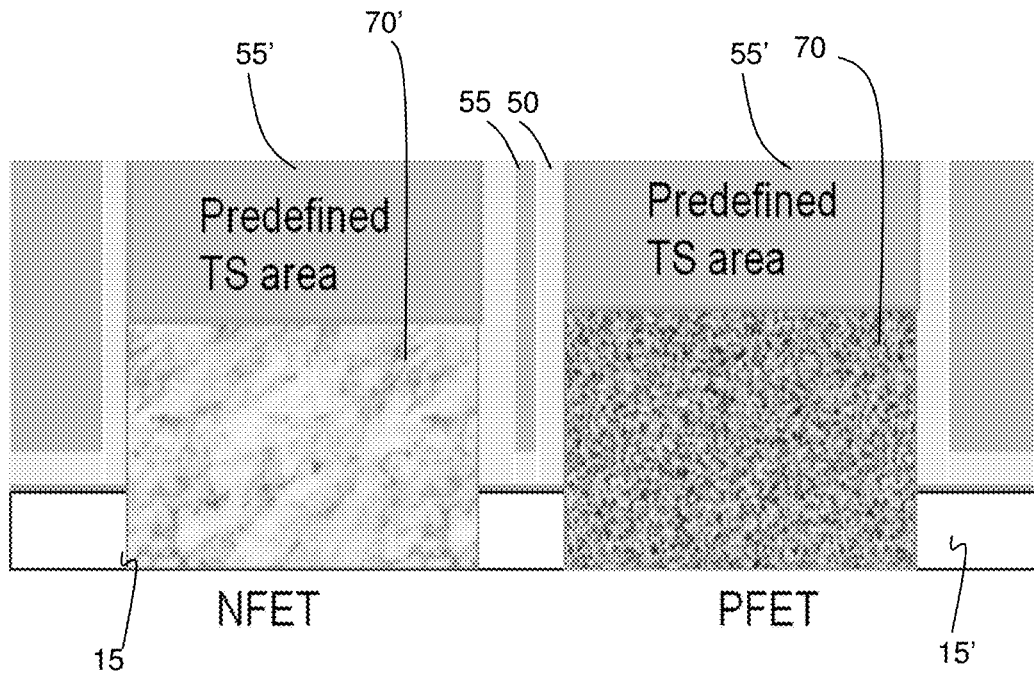 70’
55’
55’ 70
55 50
Predefined
TS area
Predefined
TS area
NFET
PFET
15
15’